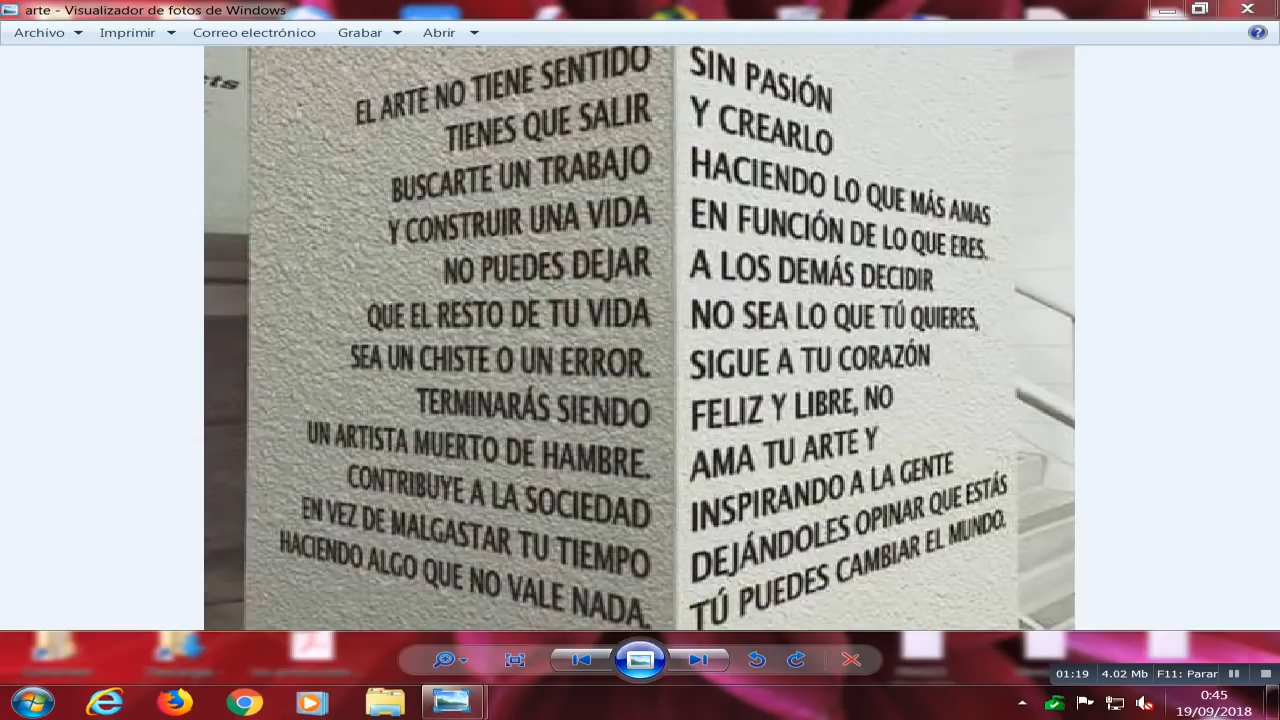 arte - Visualizador de fotos de Windows
Archivo Imprimir Correo electrónico Grabar Abrir
EL ARTE NO TIENE SENTIDO SIN PASIÓN
TIENES QUE SALIR Y CREARLO
BUSCARTE UN TRABAJO HACIENDO LO QUE MÁS AMAS
Y CONSTRUIR UNA VIDA EN FUNCIÓN DE LO QUE ERES.
NO PUEDES DEJAR A LOS DEMÁS DECIDIR
QUE EL RESTO DE TU VIDA NO SEA LO QUE TÚ QUIERES,
SEA UN CHISTE O UN ERROR. SIGUE A TU CORAZÓN
TERMINARÁS SIENDO FELIZ Y LIBRE, NO
UN ARTISTA MUERTO DE HAMBRE. AMA TU ARTE Y
CONTRIBUYE A LA SOCIEDAD INSPIRANDO A LA GENTE
EN VEZ DE MALGASTAR TU TIEMPO DEJÁNDOLES OPINAR QUE ESTÁS
HACIENDO ALGO QUE NO VALE NADA. TÚ PUEDES CAMBIAR EL MUNDO.
01:19 4.02 Mb F11: Parar
0:45
19/09/2018